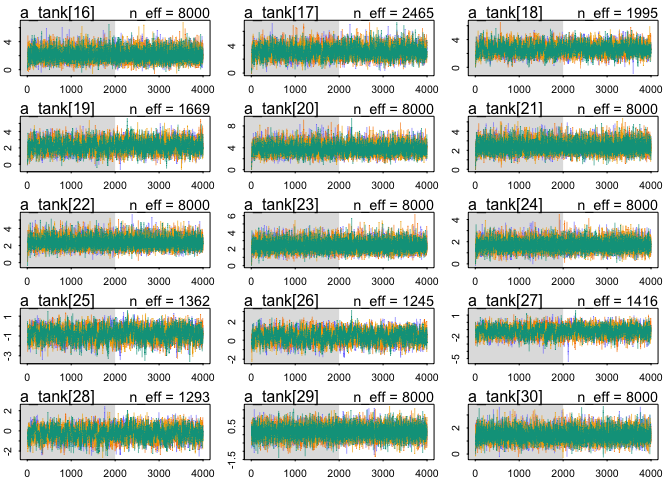 a_tank[16] n_eff = 8000
a_tank[17] n_eff = 2465
a_tank[18] n_eff = 1995
0 4
0 4
0 4
0 1000 2000 3000 4000
0 1000 2000 3000 4000
0 1000 2000 3000 4000
a_tank[19] n_eff = 1669
a_tank[20] n_eff = 8000
a_tank[21] n_eff = 8000
0 2 4
0 4 8
0 2 4
0 1000 2000 3000 4000
0 1000 2000 3000 4000
0 1000 2000 3000 4000
a_tank[22] n_eff = 8000
a_tank[23] n_eff = 8000
a_tank[24] n_eff = 8000
0 2 4
0 2 4 6
0 2 4
0 1000 2000 3000 4000
0 1000 2000 3000 4000
0 1000 2000 3000 4000
a_tank[25] n_eff = 1362
a_tank[26] n_eff = 1245
a_tank[27] n_eff = 1416
-3 -1 1
-2 0 2
-5 -2 1
0 1000 2000 3000 4000
0 1000 2000 3000 4000
0 1000 2000 3000 4000
a_tank[28] n_eff = 1293
a_tank[29] n_eff = 8000
a_tank[30] n_eff = 8000
-2 0 2
-1.5 0.5
0 2
0 1000 2000 3000 4000
0 1000 2000 3000 4000
0 1000 2000 3000 4000